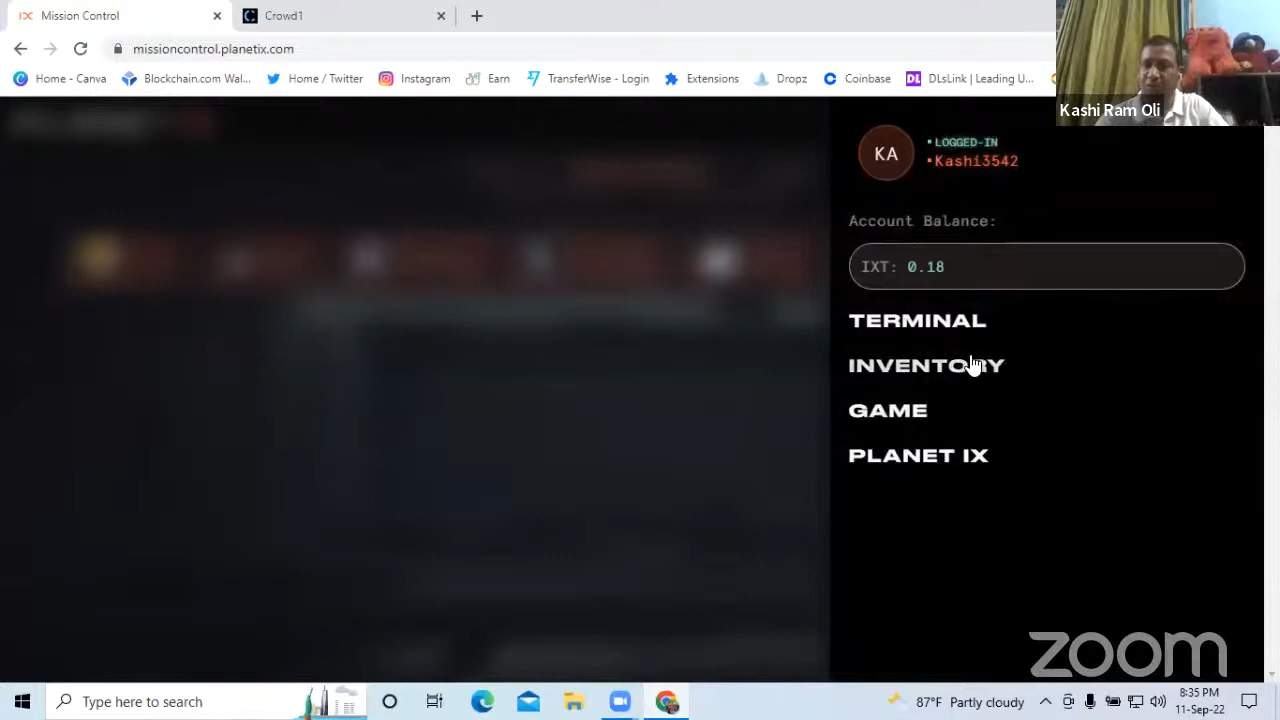 Mission Control
Crowd1
missioncontrol.planetix.com
Home - Canva
Blockchain.com Wal...
Home / Twitter
Instagram
Earn
TransferWise - Login
Extensions
Dropz
Coinbase
DLsLink | Leading U...
Kashi Ram Oli
KA
LOGGED-IN
Kashi3542
Account Balance:
IXT: 0.18
TERMINAL
INVENTORY
GAME
PLANET IX
zoom
Type here to search
87°F Partly cloudy
8:35 PM
11-Sep-22